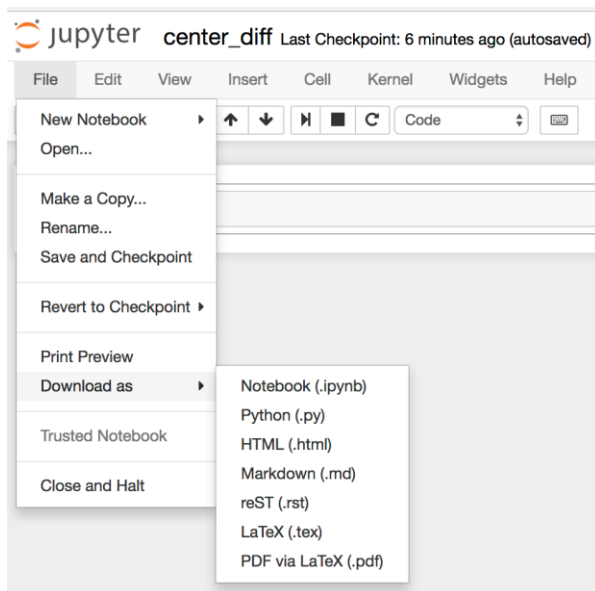 jupyter center_diff Last Checkpoint: 6 minutes ago (autosaved)
File Edit View Insert Cell Kernel Widgets Help
Code
New Notebook
Open...
Make a Copy...
Rename...
Save and Checkpoint
Revert to Checkpoint
Print Preview
Download as
Trusted Notebook
Close and Halt
Notebook (.ipynb)
Python (.py)
HTML (.html)
Markdown (.md)
reST (.rst)
LaTeX (.tex)
PDF via LaTeX (.pdf)